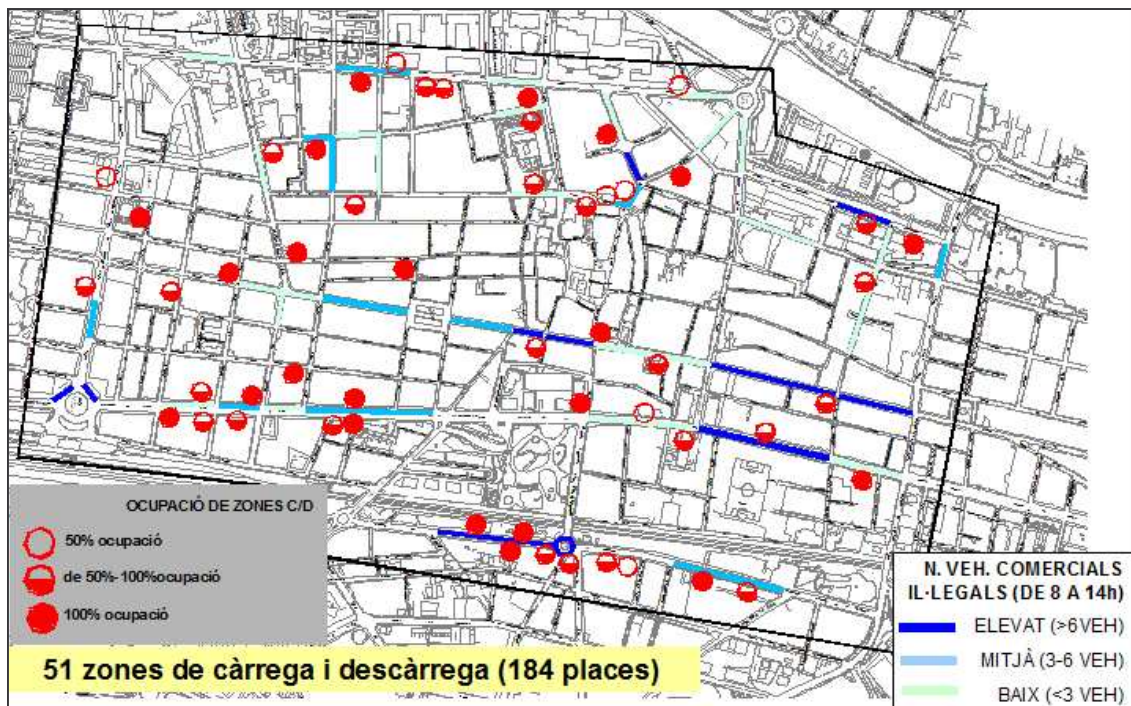 OCUPACIÓ DE ZONES C/D
50% ocupació
de 50%-100%ocupació
100% ocupació
51 zones de càrrega i descàrrega (184 places)
N. VEH. COMERCIALS
IL·LEGALS (DE 8 A 14h)
ELEVAT (>6VEH)
MITJÀ (3-6 VEH)
BAIX (<3 VEH)